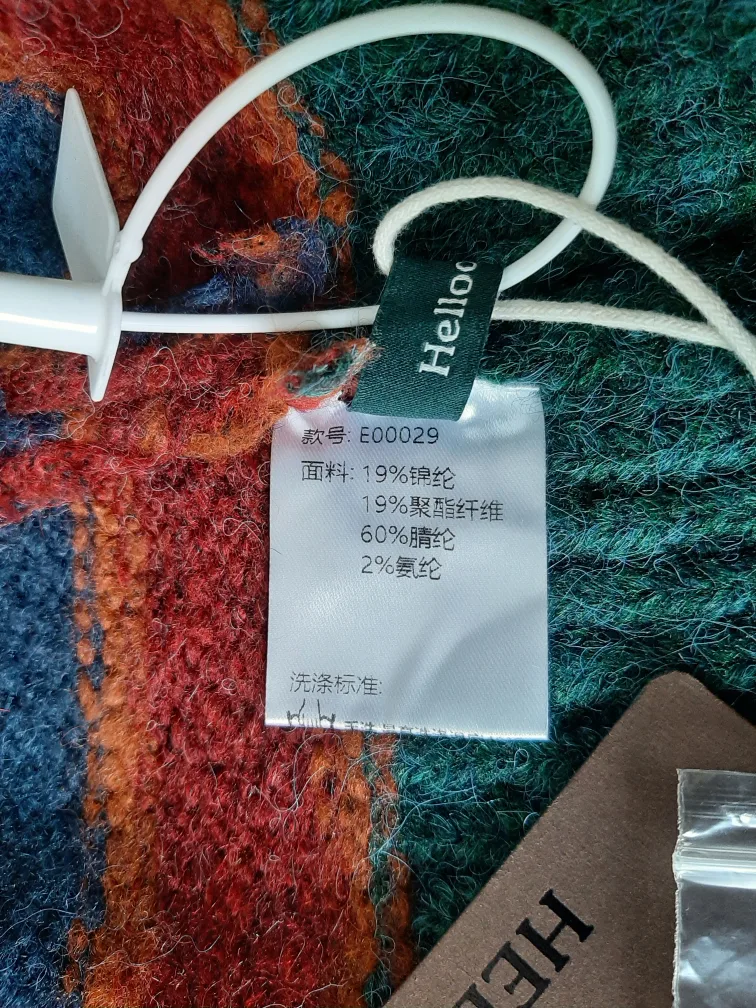 Helloo
款号: E00029
面料: 19%锦纶
19%聚酯纤维
60%腈纶
2%氨纶
洗涤标准:
HEL